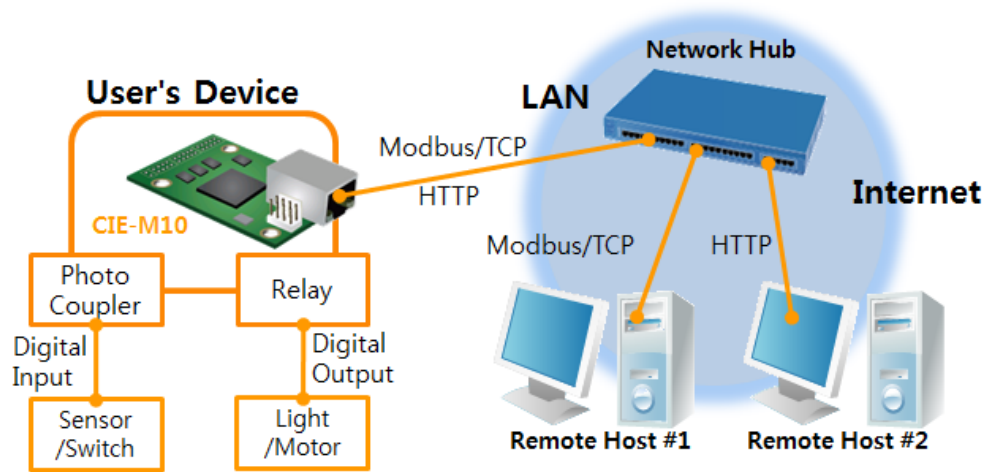 Network Hub
User's Device
LAN
Modbus/TCP
HTTP
Internet
CIE-M10
Modbus/TCP
HTTP
Photo
Coupler
Relay
Digital
Input
Digital
Output
Sensor
/Switch
Light
/Motor
Remote Host #1
Remote Host #2